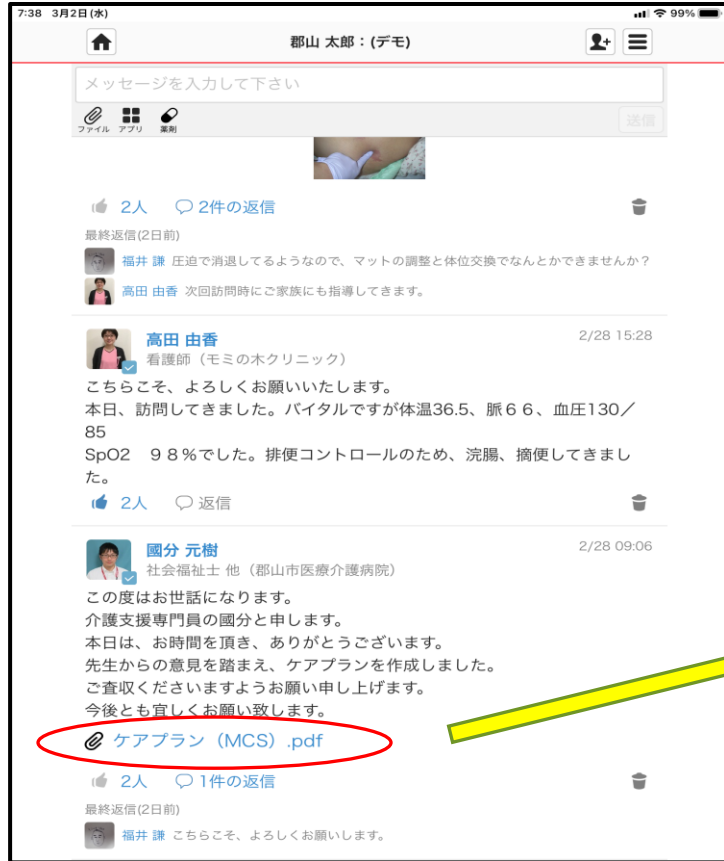 7:38 3月2日(水)
99%
郡山 太郎：(デモ)
メッセージを入力して下さい
ファイル アプリ 薬剤
送信
2人 2件の返信
最終返信(2日前)
福井 謙 圧迫で消退してるようなので、マットの調整と体位交換でなんとかできませんか？
高田 由香 次回訪問時にご家族にも指導してきます。
高田 由香
2/28 15:28
看護師（モミの木クリニック）
こちらこそ、よろしくお願いいたします。
本日、訪問してきました。バイタルですが体温36.5、脈６６、血圧130／
85
SpO2　９８％でした。排便コントロールのため、浣腸、摘便してきまし
た。
2人 返信
國分 元樹
2/28 09:06
社会福祉士 他（郡山市医療介護病院）
この度はお世話になります。
介護支援専門員の國分と申します。
本日は、お時間を頂き、ありがとうございます。
先生からの意見を踏まえ、ケアプランを作成しました。
ご査収くださいますようお願い申し上げます。
今後とも宜しくお願い致します。
ケアプラン（MCS）.pdf
2人 1件の返信
最終返信(2日前)
福井 謙 こちらこそ、よろしくお願いします。